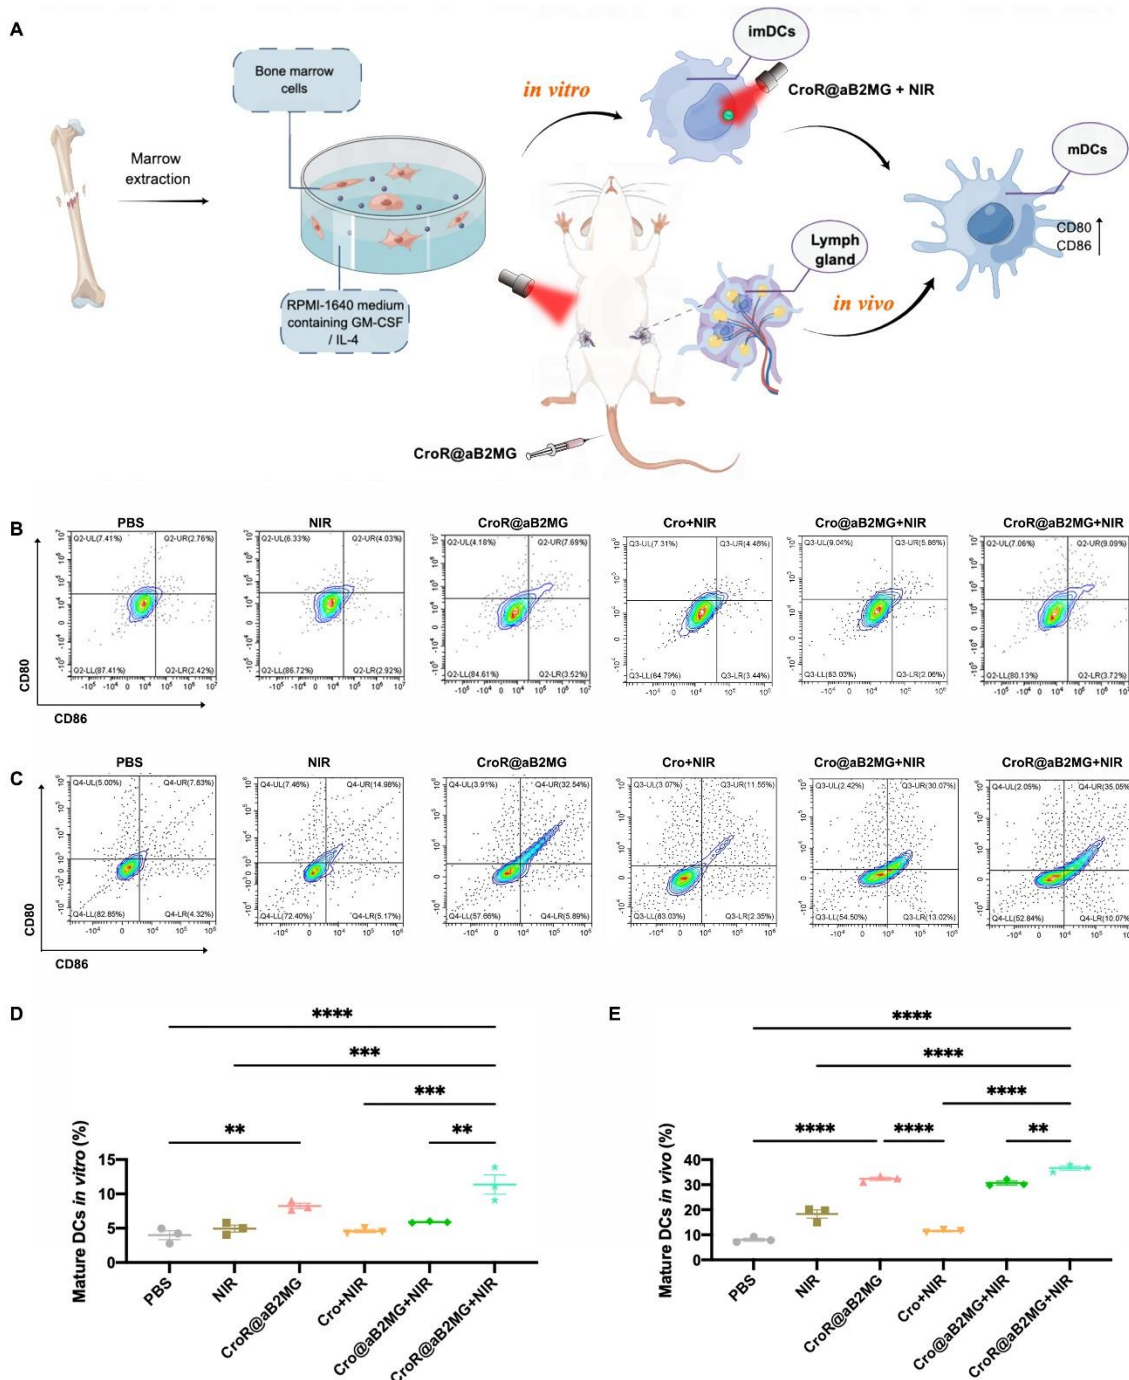 A
Bone marrow
cells
Marrow
extraction
RPMI-1640 medium
containing GM-CSF
/ IL-4
in vitro
imDCs
CroR@aB2MG + NIR
mDCs
CD80
CD86
Lymph
gland
in vivo
CroR@aB2MG
B
PBS
NIR
CroR@aB2MG
Cro+NIR
Cro@aB2MG+NIR
CroR@aB2MG+NIR
Q2-UL(7.41%) Q2-UR(2.76%)
Q2-LL(87.41%) Q2-LR(2.42%)
Q2-UL(6.33%) Q2-UR(4.03%)
Q2-LL(86.72%) Q2-LR(2.92%)
Q2-UL(4.18%) Q2-UR(7.69%)
Q2-LL(84.61%) Q2-LR(3.52%)
Q3-UL(7.31%) Q3-UR(4.46%)
Q3-LL(84.79%) Q3-LR(3.44%)
Q3-UL(9.04%) Q3-UR(5.86%)
Q3-LL(83.03%) Q3-LR(2.06%)
Q2-UL(7.06%) Q2-UR(9.09%)
Q2-LL(80.13%) Q2-LR(3.72%)
CD80
CD86
C
PBS
NIR
CroR@aB2MG
Cro+NIR
Cro@aB2MG+NIR
CroR@aB2MG+NIR
Q4-UL(5.00%) Q4-UR(7.83%)
Q4-LL(82.85%) Q4-LR(4.32%)
Q4-UL(7.46%) Q4-UR(14.98%)
Q4-LL(72.40%) Q4-LR(5.17%)
Q4-UL(3.91%) Q4-UR(32.54%)
Q4-LL(57.66%) Q4-LR(5.89%)
Q3-UL(3.07%) Q3-UR(11.55%)
Q3-LL(83.03%) Q3-LR(2.35%)
Q3-UL(2.42%) Q3-UR(30.07%)
Q3-LL(54.50%) Q3-LR(13.02%)
Q4-UL(2.05%) Q4-UR(35.05%)
Q4-LL(52.84%) Q4-LR(10.07%)
CD80
CD86
D
****
***
***
** **
Mature DCs in vitro (%)
15
10
5
0
PBS
NIR
CroR@aB2MG
Cro+NIR
Cro@aB2MG+NIR
CroR@aB2MG+NIR
E
****
****
****
**** **** **
Mature DCs in vivo (%)
40
30
20
10
0
PBS
NIR
CroR@aB2MG
Cro+NIR
Cro@aB2MG+NIR
CroR@aB2MG+NIR